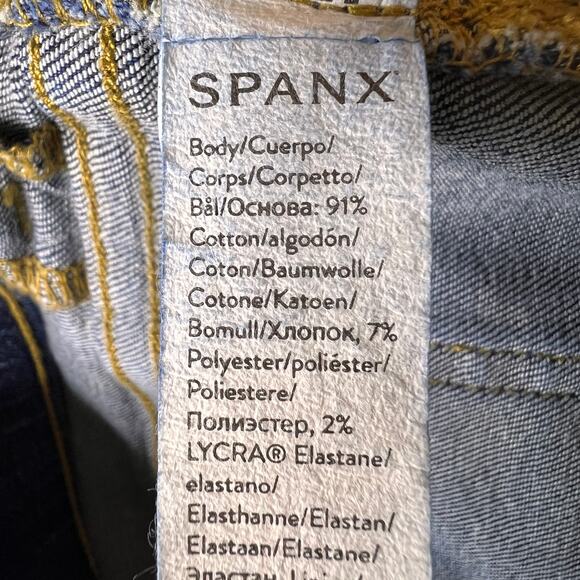 SPANX
Body/Cuerpo/
Corps/Corpetto/
Bål/Основа: 91%
Cotton/algodón/
Coton/Baumwolle/
Cotone/Katoen/
Bomull/Хлопок, 7%
Polyester/poliéster/
Poliestere/
Полиэстер, 2%
LYCRA® Elastane/
elastano/
Elasthanne/Elastan/
Elastaan/Elastane/
Эластан